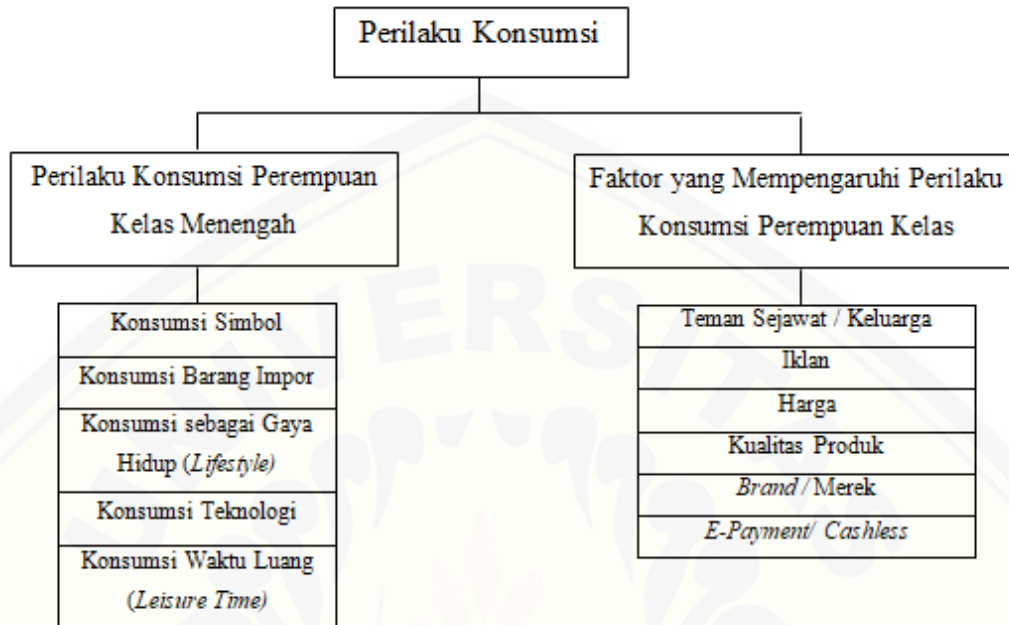 Perilaku Konsumsi
Perilaku Konsumsi Perempuan
Kelas Menengah
Faktor yang Mempengaruhi Perilaku
Konsumsi Perempuan Kelas
Konsumsi Simbol
Konsumsi Barang Impor
Konsumsi sebagai Gaya
Hidup (Lifestyle)
Konsumsi Teknologi
Konsumsi Waktu Luang
(Leisure Time)
Teman Sejawat / Keluarga
Iklan
Harga
Kualitas Produk
Brand / Merek
E-Payment/ Cashless
UNIVERSITAS